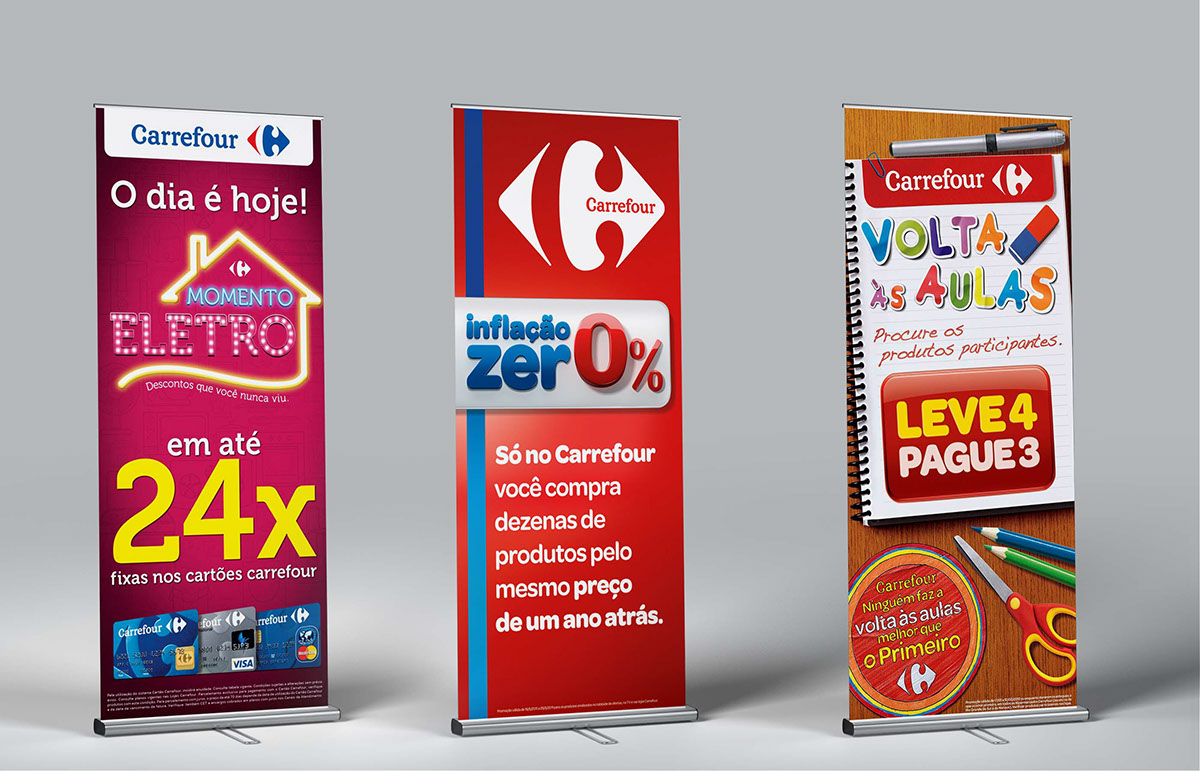 Carrefour
O dia é hoje!
MOMENTO
ELETRO
Descontos que você nunca viu.
em até
24x
fixas nos cartões carrefour
Carrefour
VISA
Carrefour
inflação
zer0%
Só no Carrefour
você compra
dezenas de
produtos pelo
mesmo preço
de um ano atrás.
Carrefour
VOLTA
ÀS AULAS
Procure os
produtos participantes.
LEVE 4
PAGUE 3
Carrefour
Ninguém faz a
volta às aulas
melhor que
o Primeiro